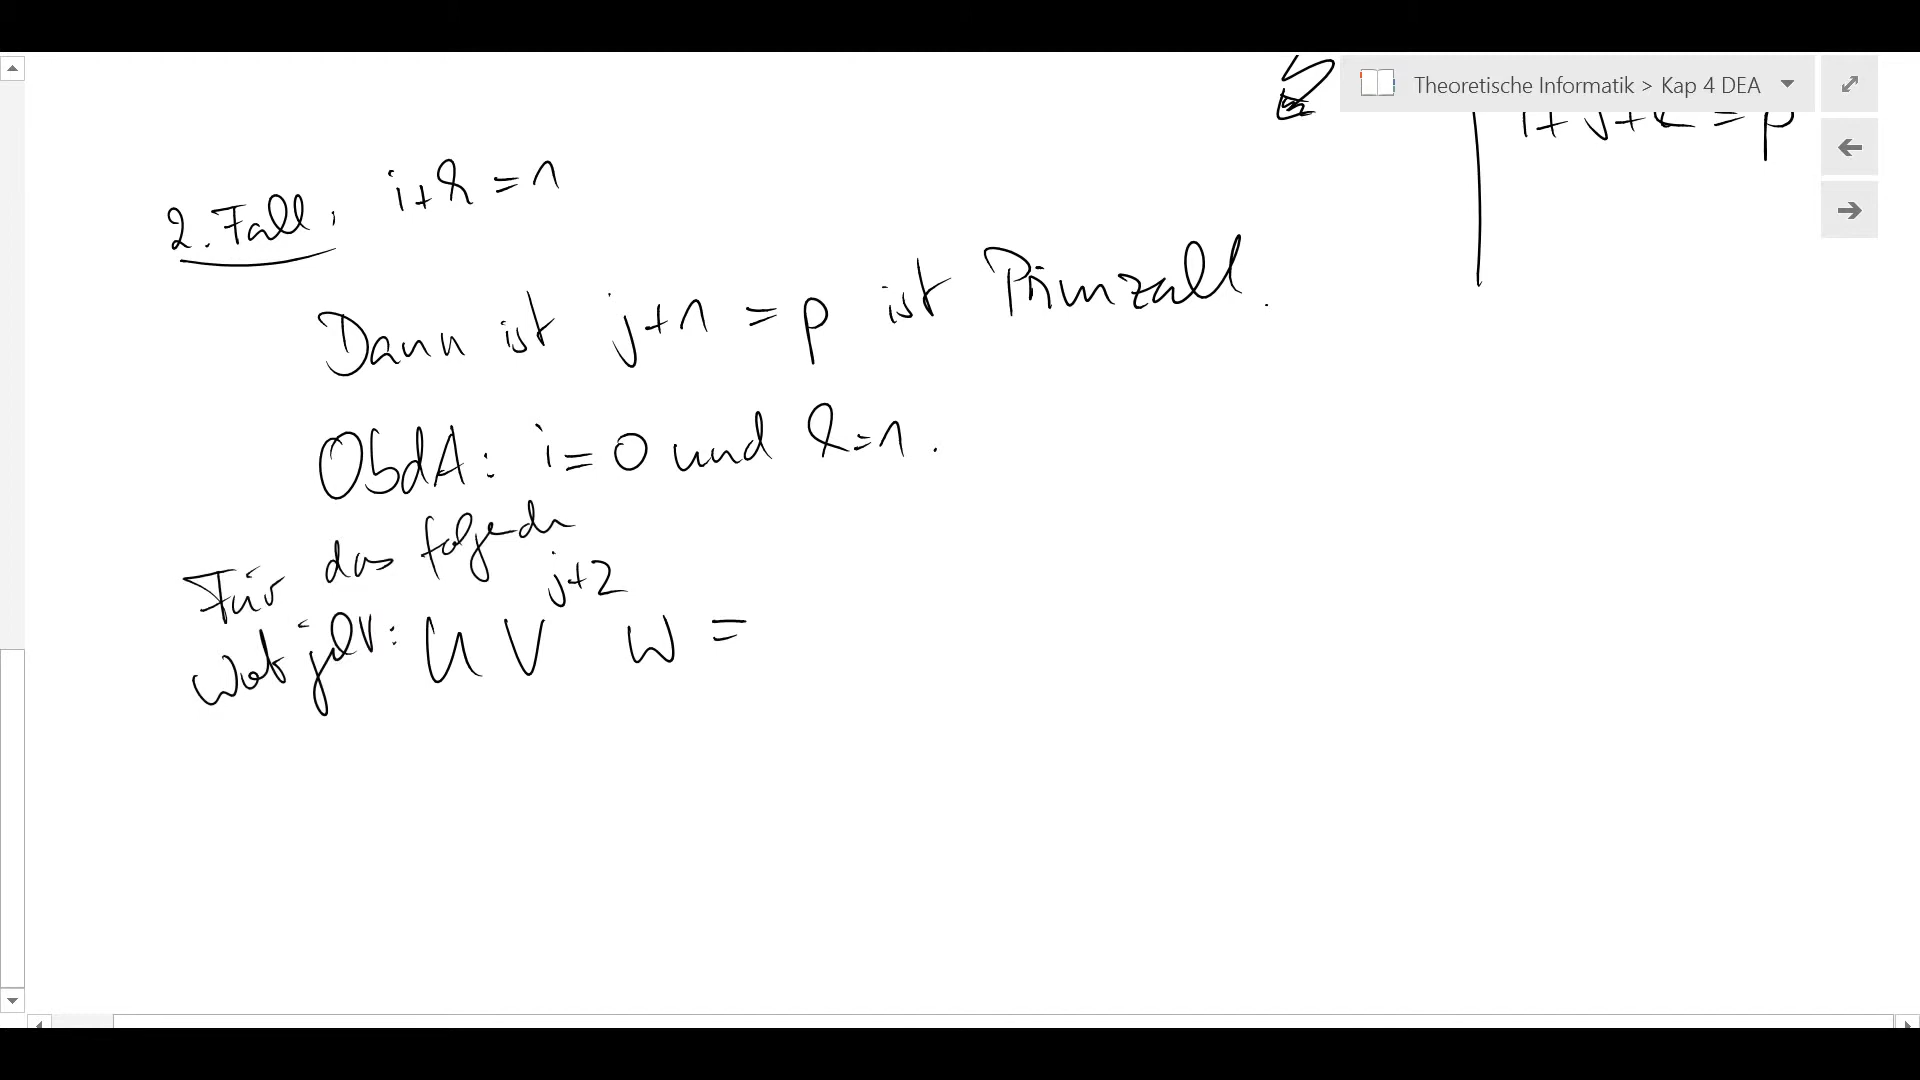 Theoretische Informatik > Kap 4 DEA
i+j+k = p
2. Fall: i+k = 1
Dann ist j+1 = p ist Primzahl.
ObdA: i=0 und k=1.
Für das folgende
Wort gilt: u v^{j+2} w =